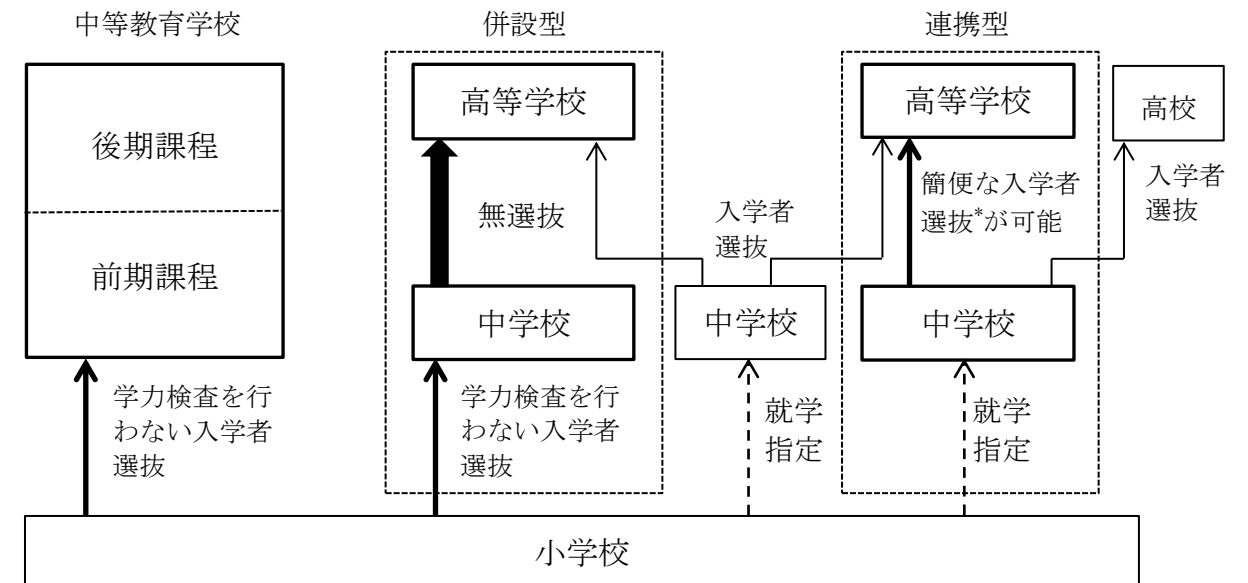 中等教育学校
併設型
連携型
後期課程
前期課程
高等学校
無選抜
中学校
入学者
選抜
中学校
高等学校
簡便な入学者
選抜*が可能
中学校
高校
入学者
選抜
学力検査を行
わない入学者
選抜
学力検査を行
わない入学者
選抜
就学
指定
就学
指定
小学校